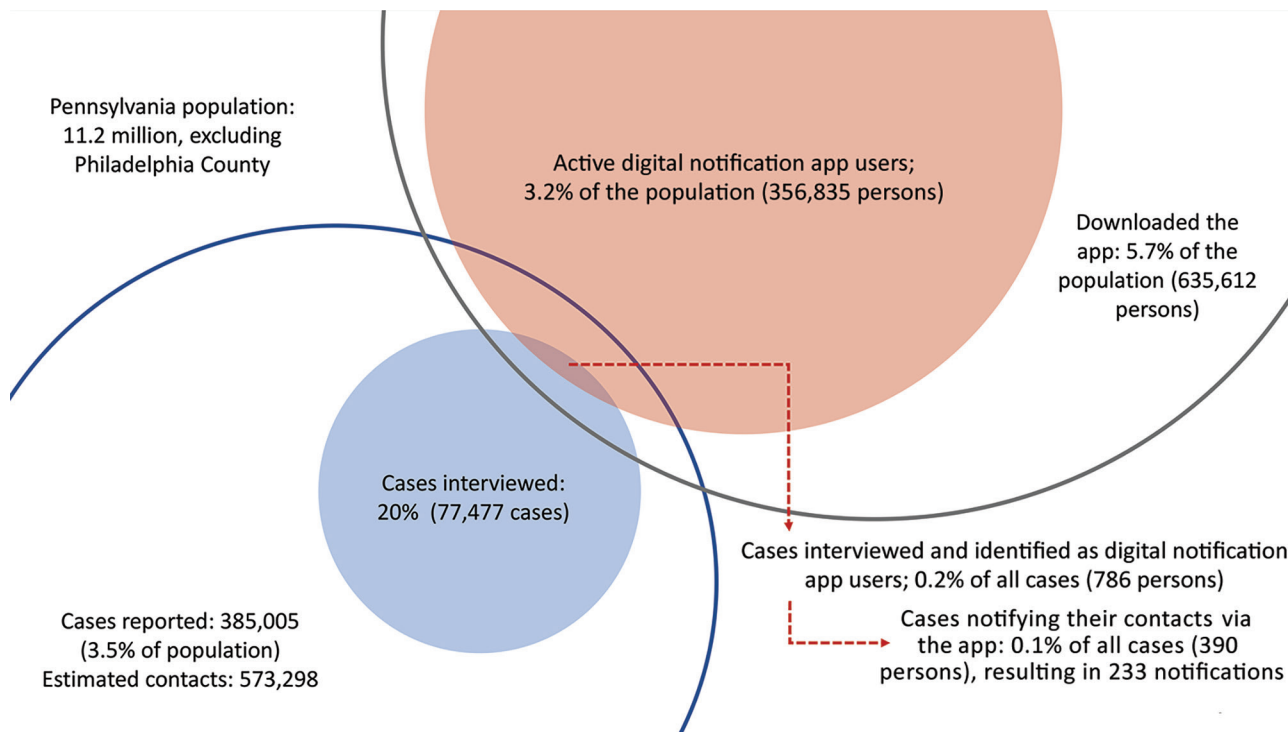 Pennsylvania population:
11.2 million, excluding
Philadelphia County
Active digital notification app users;
3.2% of the population (356,835 persons)
Downloaded the
app: 5.7% of the
population (635,612
persons)
Cases interviewed:
20% (77,477 cases)
Cases interviewed and identified as digital notification
app users; 0.2% of all cases (786 persons)
Cases reported: 385,005
(3.5% of population)
Estimated contacts: 573,298
Cases notifying their contacts via
the app: 0.1% of all cases (390
persons), resulting in 233 notifications